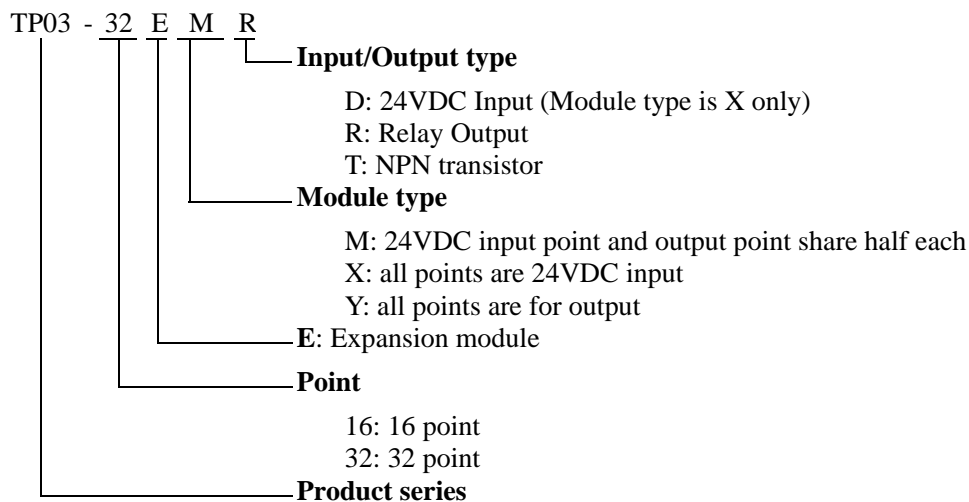 TP03 - 32 E M R
Input/Output type
D: 24VDC Input (Module type is X only)
R: Relay Output
T: NPN transistor
Module type
M: 24VDC input point and output point share half each
X: all points are 24VDC input
Y: all points are for output
E: Expansion module
Point
16: 16 point
32: 32 point
Product series